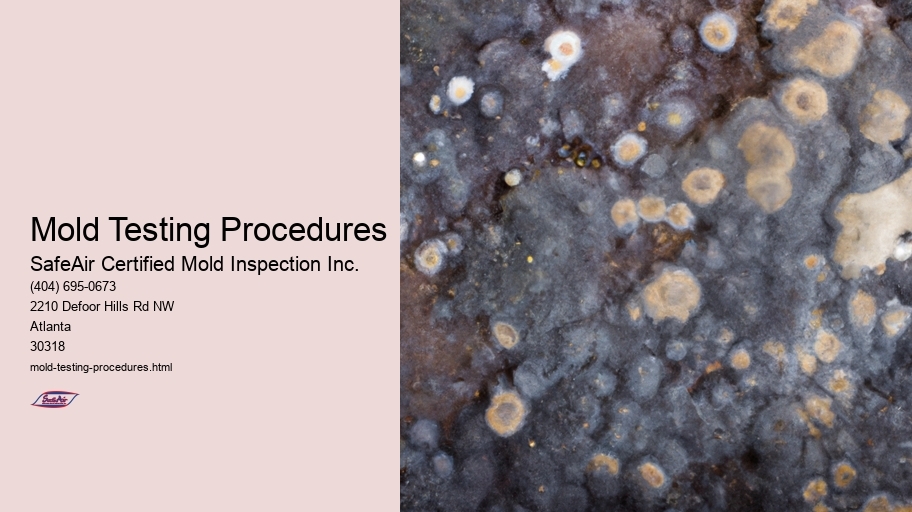 Mold Testing Procedures
SafeAir Certified Mold Inspection Inc.
(404) 695-0673
2210 Defoor Hills Rd NW
Atlanta
30318
mold-testing-procedures.html
SafeAir